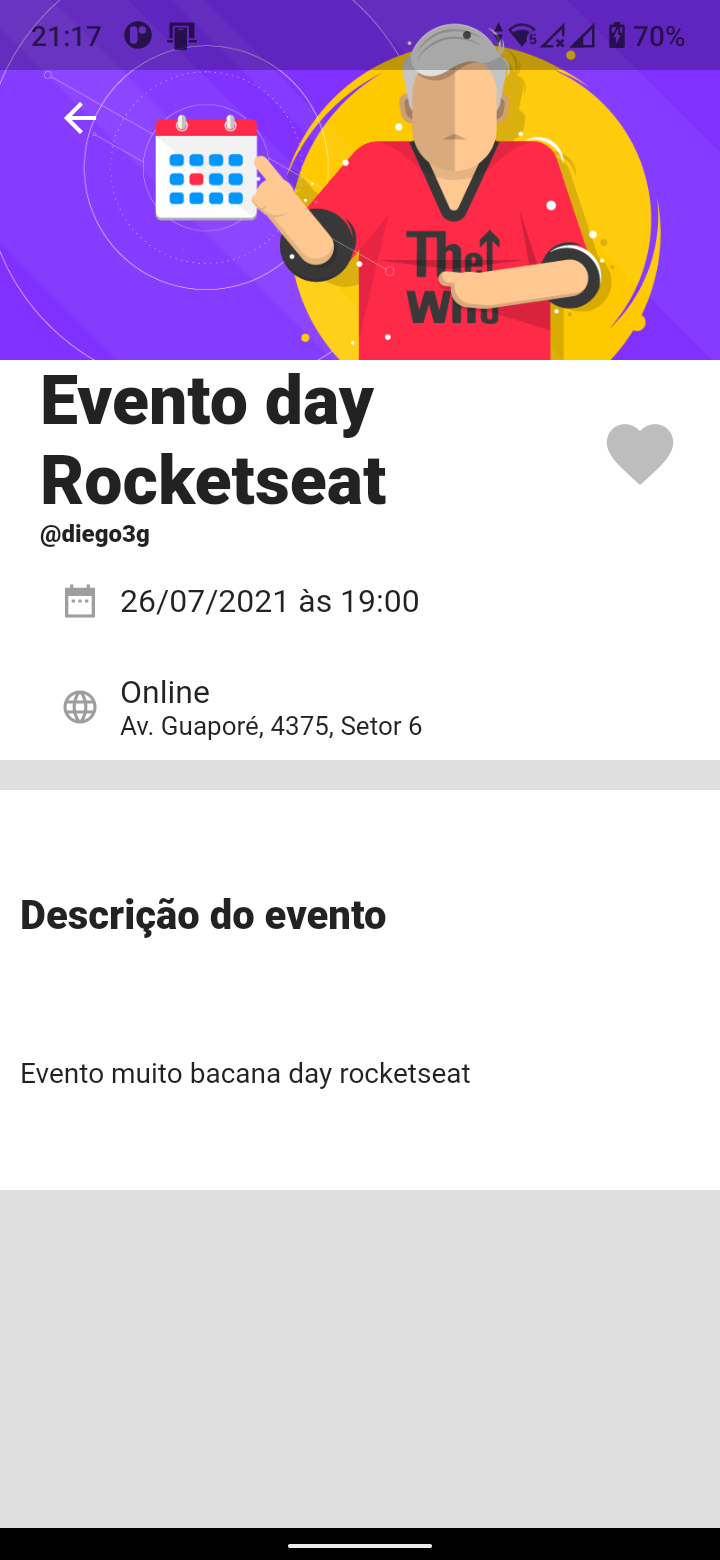 21:17
5
70%
The
who
Evento day
Rocketseat
@diego3g
26/07/2021 às 19:00
Online
Av. Guaporé, 4375, Setor 6
Descrição do evento
Evento muito bacana day rocketseat